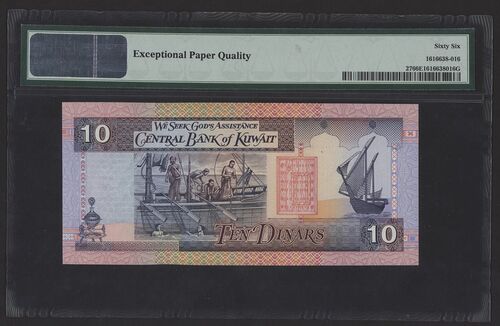 Sixty Six
Exceptional Paper Quality
1616638-016
2766E1616638016G
10
WE SEEK GOD'S ASSISTANCE
CENTRAL BANK OF KUWAIT
TEN DINARS
10